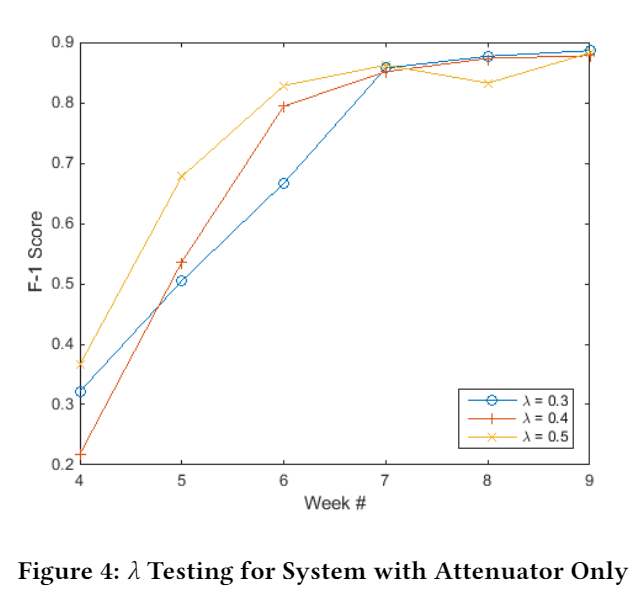 0.9
0.8
0.7
0.6
0.5
0.4
0.3
0.2
F-1 Score
4 5 6 7 8 9
Week #
λ = 0.3
λ = 0.4
λ = 0.5
Figure 4: λ Testing for System with Attenuator Only